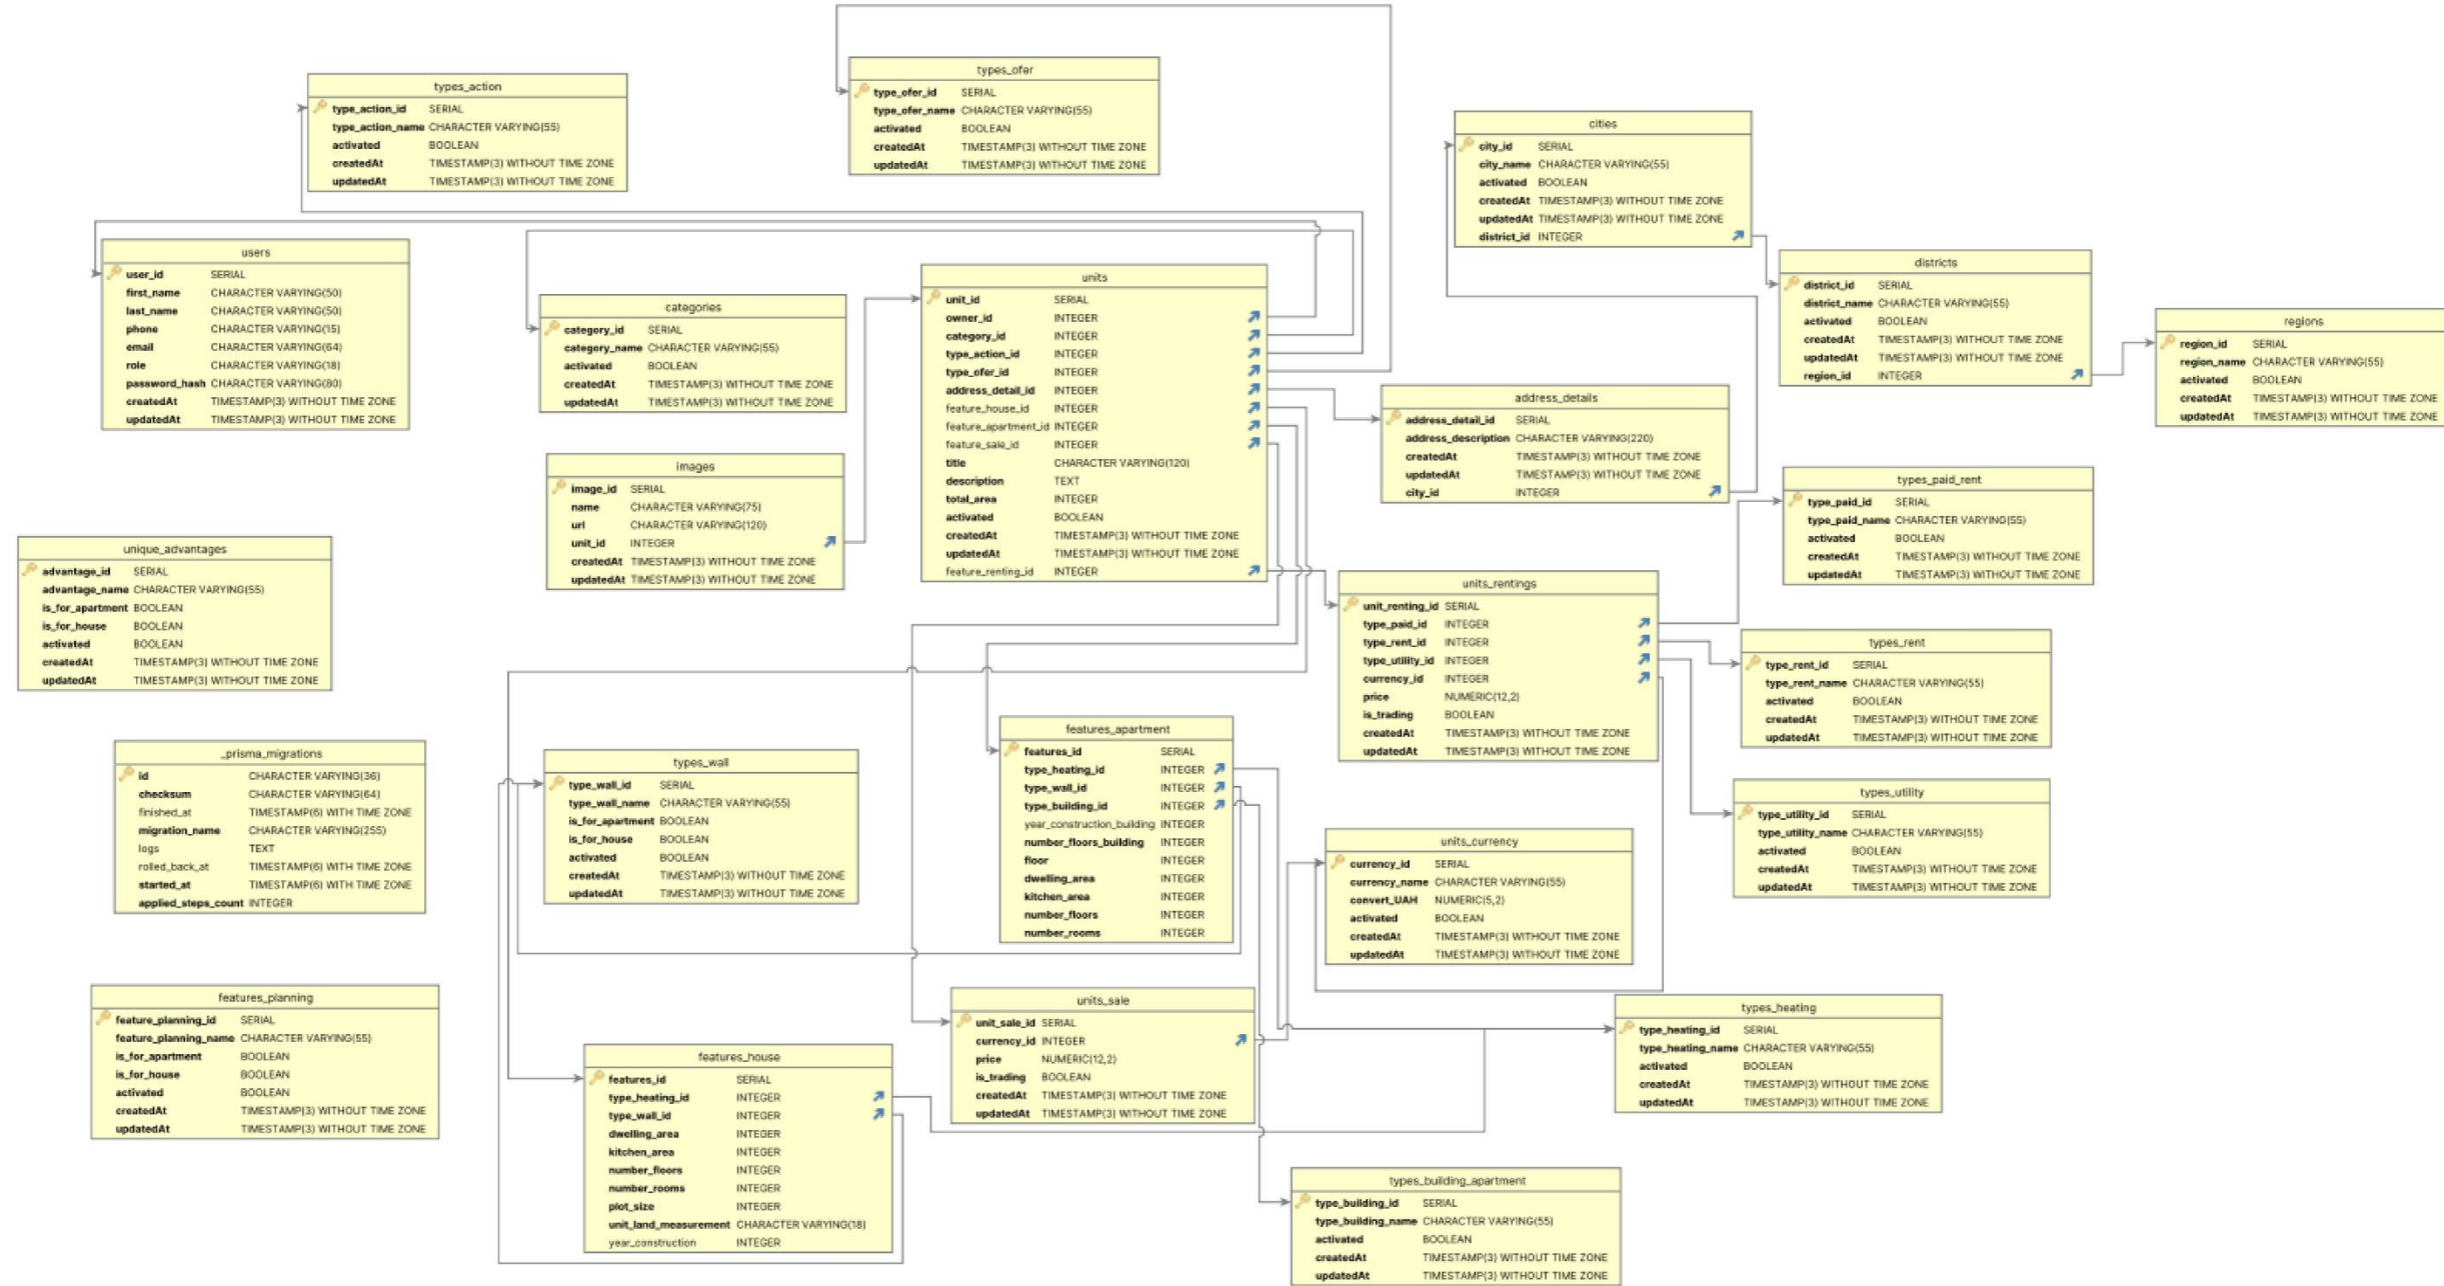 types_action
type_action_id SERIAL
type_action_name CHARACTER VARYING(55)
activated BOOLEAN
createdAt TIMESTAMP(3) WITHOUT TIME ZONE
updatedAt TIMESTAMP(3) WITHOUT TIME ZONE
types_ofer
type_ofer_id SERIAL
type_ofer_name CHARACTER VARYING(55)
activated BOOLEAN
createdAt TIMESTAMP(3) WITHOUT TIME ZONE
updatedAt TIMESTAMP(3) WITHOUT TIME ZONE
cities
city_id SERIAL
city_name CHARACTER VARYING(55)
activated BOOLEAN
createdAt TIMESTAMP(3) WITHOUT TIME ZONE
updatedAt TIMESTAMP(3) WITHOUT TIME ZONE
district_id INTEGER
users
user_id SERIAL
first_name CHARACTER VARYING(50)
last_name CHARACTER VARYING(50)
phone CHARACTER VARYING(15)
email CHARACTER VARYING(64)
role CHARACTER VARYING(18)
password_hash CHARACTER VARYING(80)
createdAt TIMESTAMP(3) WITHOUT TIME ZONE
updatedAt TIMESTAMP(3) WITHOUT TIME ZONE
categories
category_id SERIAL
category_name CHARACTER VARYING(55)
activated BOOLEAN
createdAt TIMESTAMP(3) WITHOUT TIME ZONE
updatedAt TIMESTAMP(3) WITHOUT TIME ZONE
units
unit_id SERIAL
owner_id INTEGER
category_id INTEGER
type_action_id INTEGER
type_ofer_id INTEGER
address_detail_id INTEGER
feature_house_id INTEGER
feature_apartment_id INTEGER
feature_sale_id INTEGER
title CHARACTER VARYING(120)
description TEXT
total_area INTEGER
activated BOOLEAN
createdAt TIMESTAMP(3) WITHOUT TIME ZONE
updatedAt TIMESTAMP(3) WITHOUT TIME ZONE
feature_renting_id INTEGER
districts
district_id SERIAL
district_name CHARACTER VARYING(55)
activated BOOLEAN
createdAt TIMESTAMP(3) WITHOUT TIME ZONE
updatedAt TIMESTAMP(3) WITHOUT TIME ZONE
region_id INTEGER
regions
region_id SERIAL
region_name CHARACTER VARYING(55)
activated BOOLEAN
createdAt TIMESTAMP(3) WITHOUT TIME ZONE
updatedAt TIMESTAMP(3) WITHOUT TIME ZONE
address_details
address_detail_id SERIAL
address_description CHARACTER VARYING(220)
createdAt TIMESTAMP(3) WITHOUT TIME ZONE
updatedAt TIMESTAMP(3) WITHOUT TIME ZONE
city_id INTEGER
images
image_id SERIAL
name CHARACTER VARYING(75)
url CHARACTER VARYING(120)
unit_id INTEGER
createdAt TIMESTAMP(3) WITHOUT TIME ZONE
updatedAt TIMESTAMP(3) WITHOUT TIME ZONE
types_paid_rent
type_paid_id SERIAL
type_paid_name CHARACTER VARYING(55)
activated BOOLEAN
createdAt TIMESTAMP(3) WITHOUT TIME ZONE
updatedAt TIMESTAMP(3) WITHOUT TIME ZONE
unique_advantages
advantage_id SERIAL
advantage_name CHARACTER VARYING(55)
is_for_apartment BOOLEAN
is_for_house BOOLEAN
activated BOOLEAN
createdAt TIMESTAMP(3) WITHOUT TIME ZONE
updatedAt TIMESTAMP(3) WITHOUT TIME ZONE
units_rentings
unit_renting_id SERIAL
type_paid_id INTEGER
type_rent_id INTEGER
type_utility_id INTEGER
currency_id INTEGER
price NUMERIC(12,2)
is_trading BOOLEAN
createdAt TIMESTAMP(3) WITHOUT TIME ZONE
updatedAt TIMESTAMP(3) WITHOUT TIME ZONE
types_rent
type_rent_id SERIAL
type_rent_name CHARACTER VARYING(55)
activated BOOLEAN
createdAt TIMESTAMP(3) WITHOUT TIME ZONE
updatedAt TIMESTAMP(3) WITHOUT TIME ZONE
_prisma_migrations
id CHARACTER VARYING(36)
checksum CHARACTER VARYING(64)
finished_at TIMESTAMP(6) WITH TIME ZONE
migration_name CHARACTER VARYING(255)
logs TEXT
rolled_back_at TIMESTAMP(6) WITH TIME ZONE
started_at TIMESTAMP(6) WITH TIME ZONE
applied_steps_count INTEGER
types_wall
type_wall_id SERIAL
type_wall_name CHARACTER VARYING(55)
is_for_apartment BOOLEAN
is_for_house BOOLEAN
activated BOOLEAN
createdAt TIMESTAMP(3) WITHOUT TIME ZONE
updatedAt TIMESTAMP(3) WITHOUT TIME ZONE
features_apartment
features_id SERIAL
type_heating_id INTEGER
type_wall_id INTEGER
type_building_id INTEGER
year_construction_building INTEGER
number_floors_building INTEGER
floor INTEGER
dwelling_area INTEGER
kitchen_area INTEGER
number_floors INTEGER
number_rooms INTEGER
types_utility
type_utility_id SERIAL
type_utility_name CHARACTER VARYING(55)
activated BOOLEAN
createdAt TIMESTAMP(3) WITHOUT TIME ZONE
updatedAt TIMESTAMP(3) WITHOUT TIME ZONE
units_currency
currency_id SERIAL
currency_name CHARACTER VARYING(55)
convert_UAH NUMERIC(5,2)
activated BOOLEAN
createdAt TIMESTAMP(3) WITHOUT TIME ZONE
updatedAt TIMESTAMP(3) WITHOUT TIME ZONE
features_planning
feature_planning_id SERIAL
feature_planning_name CHARACTER VARYING(55)
is_for_apartment BOOLEAN
is_for_house BOOLEAN
activated BOOLEAN
createdAt TIMESTAMP(3) WITHOUT TIME ZONE
updatedAt TIMESTAMP(3) WITHOUT TIME ZONE
units_sale
unit_sale_id SERIAL
currency_id INTEGER
price NUMERIC(12,2)
is_trading BOOLEAN
createdAt TIMESTAMP(3) WITHOUT TIME ZONE
updatedAt TIMESTAMP(3) WITHOUT TIME ZONE
types_heating
type_heating_id SERIAL
type_heating_name CHARACTER VARYING(55)
activated BOOLEAN
createdAt TIMESTAMP(3) WITHOUT TIME ZONE
updatedAt TIMESTAMP(3) WITHOUT TIME ZONE
features_house
features_id SERIAL
type_heating_id INTEGER
type_wall_id INTEGER
dwelling_area INTEGER
kitchen_area INTEGER
number_floors INTEGER
number_rooms INTEGER
plot_size INTEGER
unit_land_measurement CHARACTER VARYING(18)
year_construction INTEGER
types_building_apartment
type_building_id SERIAL
type_building_name CHARACTER VARYING(55)
activated BOOLEAN
createdAt TIMESTAMP(3) WITHOUT TIME ZONE
updatedAt TIMESTAMP(3) WITHOUT TIME ZONE